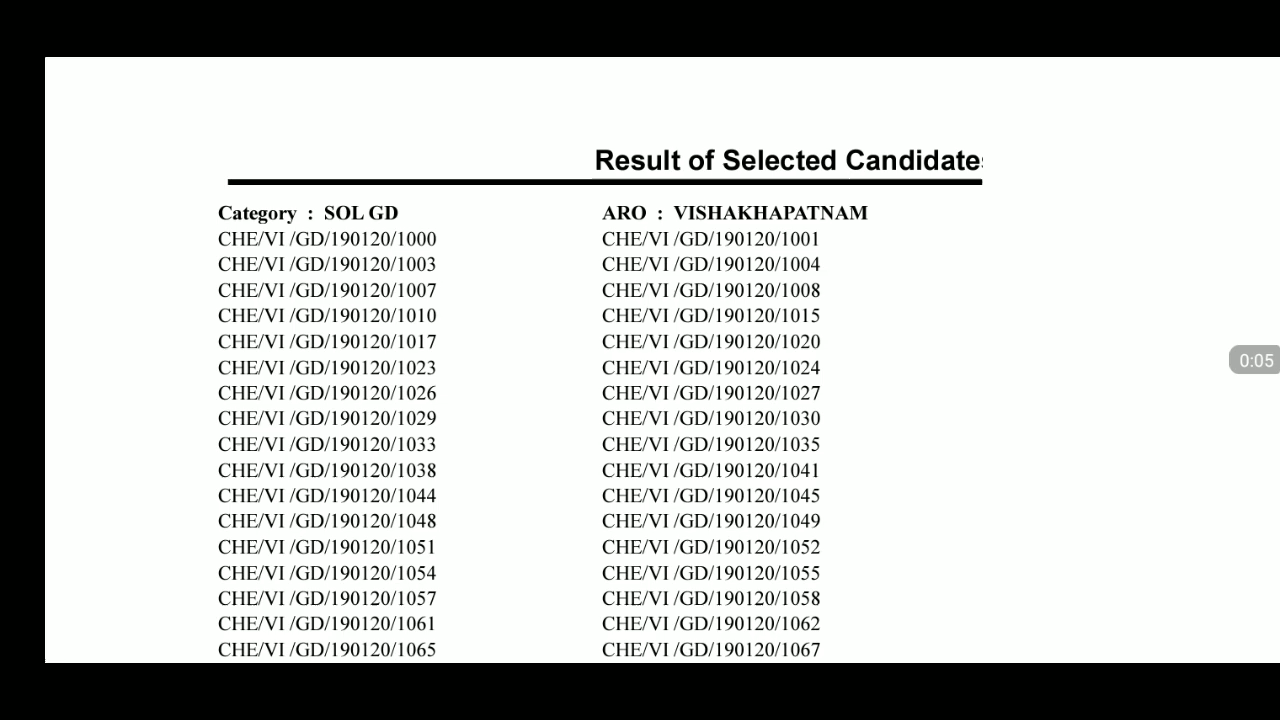 Result of Selected Candidates
Category : SOL GD ARO : VISHAKHAPATNAM
CHE/VI /GD/190120/1000 CHE/VI /GD/190120/1001
CHE/VI /GD/190120/1003 CHE/VI /GD/190120/1004
CHE/VI /GD/190120/1007 CHE/VI /GD/190120/1008
CHE/VI /GD/190120/1010 CHE/VI /GD/190120/1015
CHE/VI /GD/190120/1017 CHE/VI /GD/190120/1020
CHE/VI /GD/190120/1023 CHE/VI /GD/190120/1024
CHE/VI /GD/190120/1026 CHE/VI /GD/190120/1027
CHE/VI /GD/190120/1029 CHE/VI /GD/190120/1030
CHE/VI /GD/190120/1033 CHE/VI /GD/190120/1035
CHE/VI /GD/190120/1038 CHE/VI /GD/190120/1041
CHE/VI /GD/190120/1044 CHE/VI /GD/190120/1045
CHE/VI /GD/190120/1048 CHE/VI /GD/190120/1049
CHE/VI /GD/190120/1051 CHE/VI /GD/190120/1052
CHE/VI /GD/190120/1054 CHE/VI /GD/190120/1055
CHE/VI /GD/190120/1057 CHE/VI /GD/190120/1058
CHE/VI /GD/190120/1061 CHE/VI /GD/190120/1062
CHE/VI /GD/190120/1065 CHE/VI /GD/190120/1067
0:05